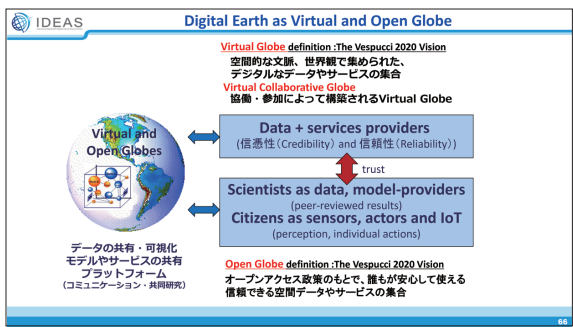 IDEAS
Digital Earth as Virtual and Open Globe
Virtual Globe definition :The Vespucci 2020 Vision
空間的な文脈、世界観で集められた、
デジタルなデータやサービスの集合
Virtual Collaborative Globe
協働・参加によって構築されるVirtual Globe
Virtual and
Open Globes
Data + services providers
(信憑性(Credibility) and 信頼性(Reliability))
trust
Scientists as data, model-providers
(peer-reviewed results)
Citizens as sensors, actors and IoT
(perception, individual actions)
データの共有・可視化
モデルやサービスの共有
プラットフォーム
(コミュニケーション・共同研究)
Open Globe definition :The Vespucci 2020 Vision
オープンアクセス政策のもとで、誰もが安心して使える
信頼できる空間データやサービスの集合
66